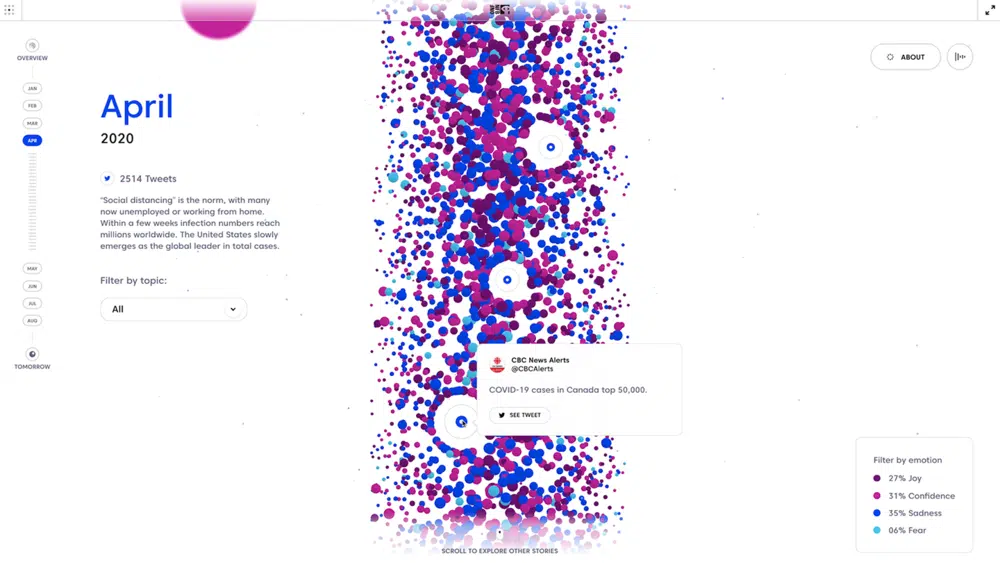 ABOUT
OVERVIEW
JAN
FEB
MAR
APR
MAY
JUN
JUL
AUG
TOMORROW
April
2020
2514 Tweets
“Social distancing” is the norm, with many
now unemployed or working from home.
Within a few weeks infection numbers reach
millions worldwide. The United States slowly
emerges as the global leader in total cases.
Filter by topic:
All
CBC News Alerts
@CBCAlerts
COVID-19 cases in Canada top 50,000.
SEE TWEET
Filter by emotion
27% Joy
31% Confidence
35% Sadness
06% Fear
SCROLL TO EXPLORE OTHER STORIES